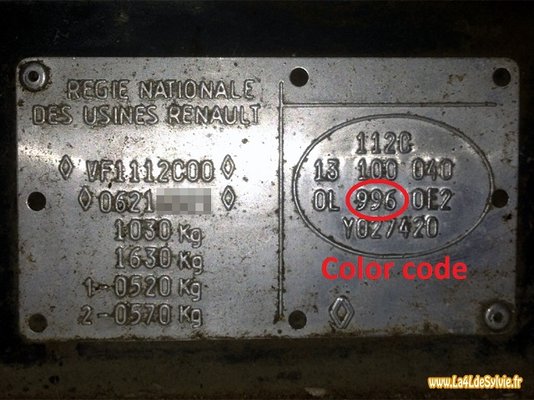 REGIE NATIONALE
DES USINES RENAULT
VF1112C00
0621
1030 Kg
1630 Kg
1-0520 Kg
2-0570 Kg
112C
13 100 040
0L 996 0E2
Y027420
Color code
www.La4LdeSylvie.fr